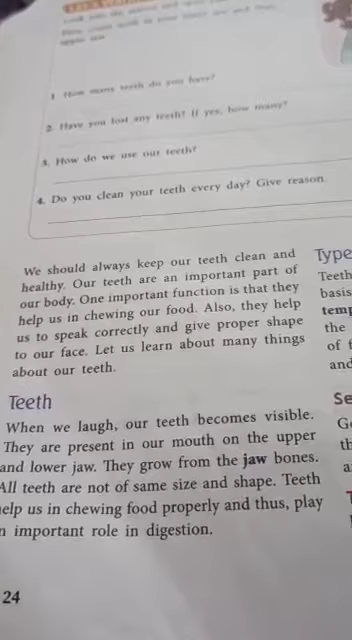 1. How many teeth do you have?
2. Have you lost any teeth? If yes, how many?
3. How do we use our teeth?
4. Do you clean your teeth every day? Give reason.
We should always keep our teeth clean and
healthy. Our teeth are an important part of
our body. One important function is that they
help us in chewing our food. Also, they help
us to speak correctly and give proper shape
to our face. Let us learn about many things
about our teeth.
Teeth
When we laugh, our teeth becomes visible.
They are present in our mouth on the upper
and lower jaw. They grow from the jaw bones.
All teeth are not of same size and shape. Teeth
elp us in chewing food properly and thus, play
n important role in digestion.
24
Type
Teeth
basis
temp
the
of f
and
Se
G
th
a